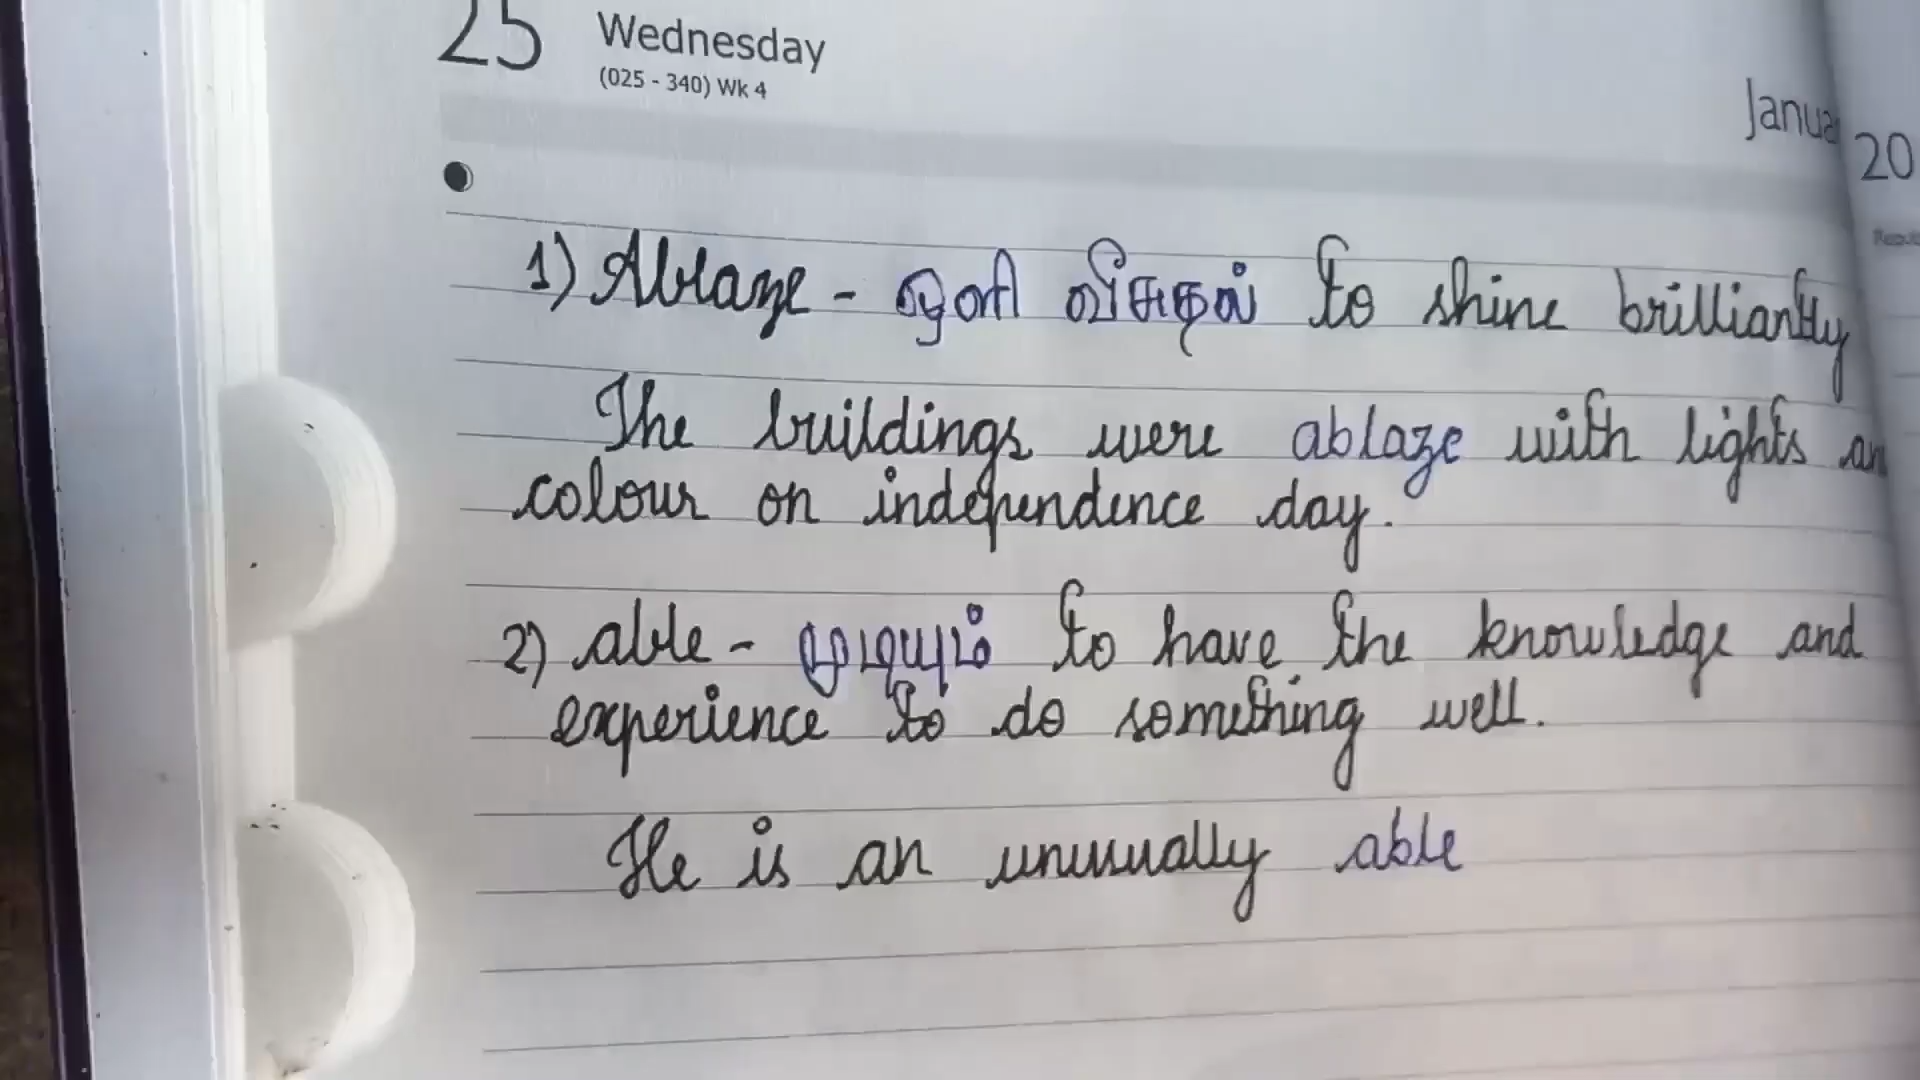 25 Wednesday
(025 - 340) Wk 4
Janua
20
1) Ablaze - ஒளி விசுதல் to shine brilliantly
The buildings were ablaze with lights an
colour on independence day.
2) able - முடியும் to have the knowledge and
experience to do something well.
He is an unusually able